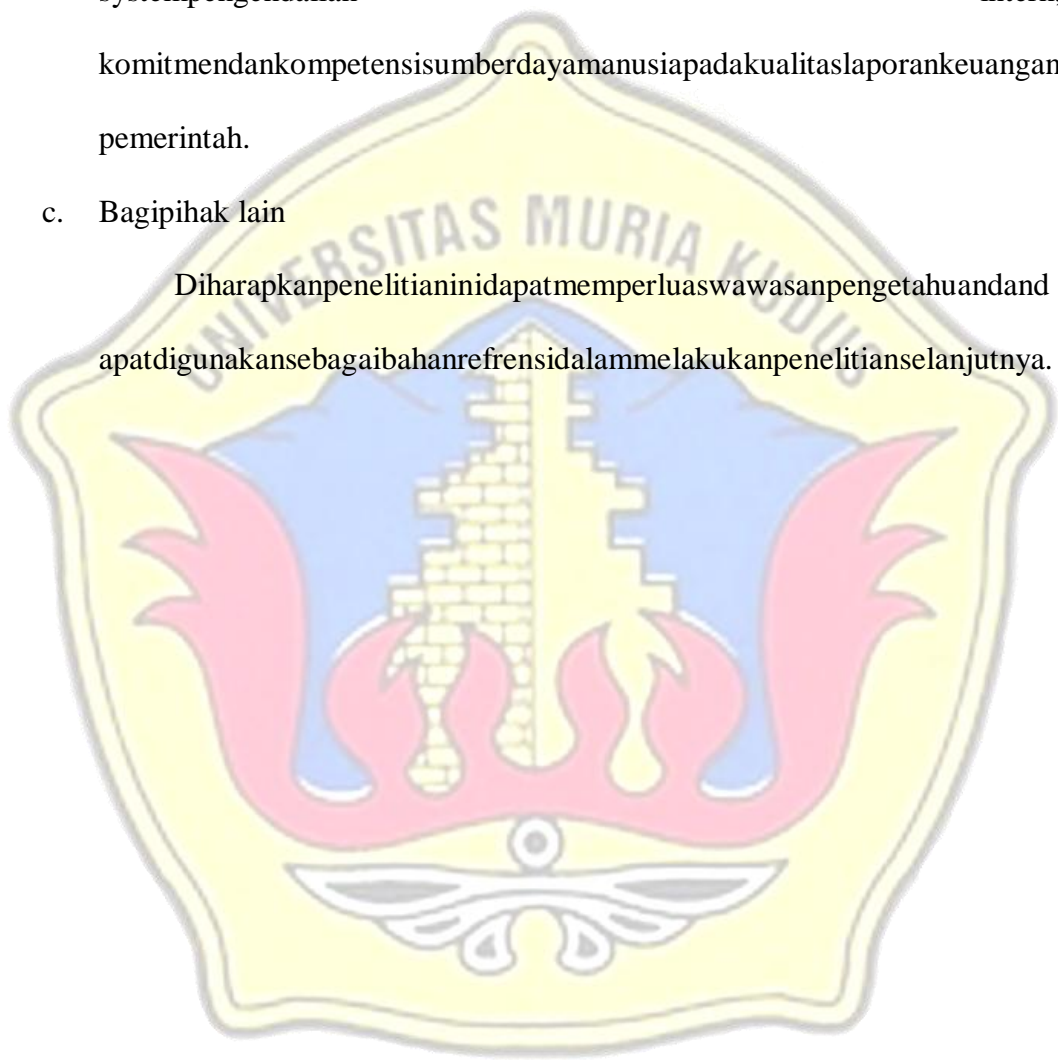 systempengendalian intern,
komitmendankompetensisumberdayamanusiapadakualitaslaporankeuangan
pemerintah.
c. Bagipihak lain
Diharapkanpenelitianinidapatmemperluaswawasanpengetahuandand
apatdigunakansebagaibahanrefrensidalammelakukanpenelitianselanjutnya.
UNIVERSITAS MURIA KUDUS